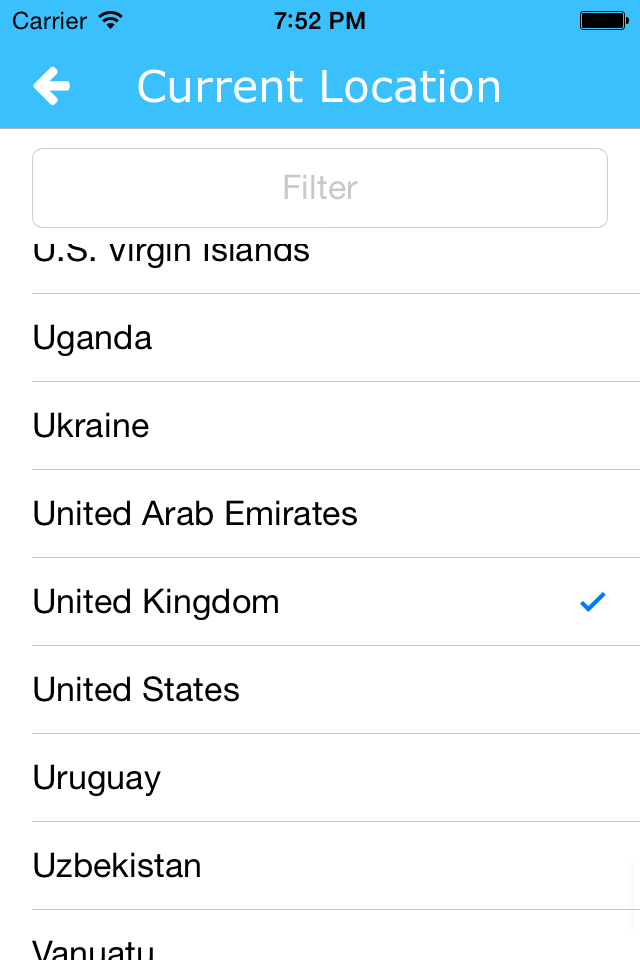 Carrier 7:52 PM
Current Location
Filter
U.S. Virgin Islands
Uganda
Ukraine
United Arab Emirates
United Kingdom
United States
Uruguay
Uzbekistan
Vanuatu